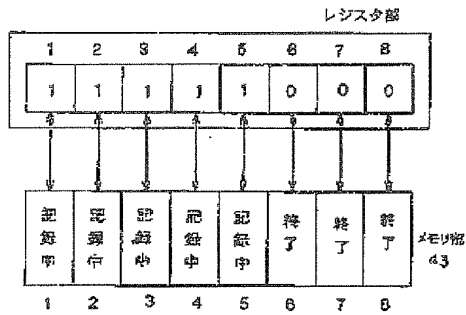 レジスタ部
1 2 3 4 5 6 7 8
1 1 1 1 1 0 0 0
記録中 記録中 記録中 記録中 記録中 終了 終了 終了
メモリ部
43
1 2 3 4 5 6 7 8